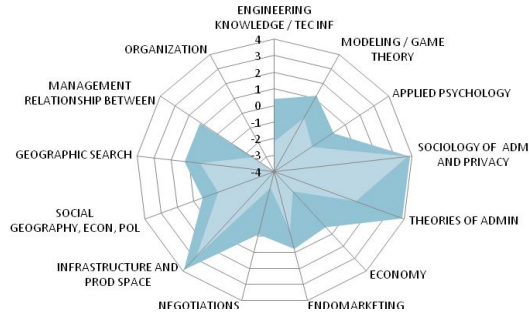 ENGINEERING
KNOWLEDGE / TEC INF
MODELING / GAME
THEORY
APPLIED PSYCHOLOGY
SOCIOLOGY OF ADM
AND PRIVACY
THEORIES OF ADMIN
ECONOMY
ENDOMARKETING
NEGOTIATIONS
INFRASTRUCTURE AND
PROD SPACE
SOCIAL
GEOGRAPHY, ECON, POL
GEOGRAPHIC SEARCH
MANAGEMENT
RELATIONSHIP BETWEEN
ORGANIZATION
4
3
2
1
0
-1
-2
-3
-4